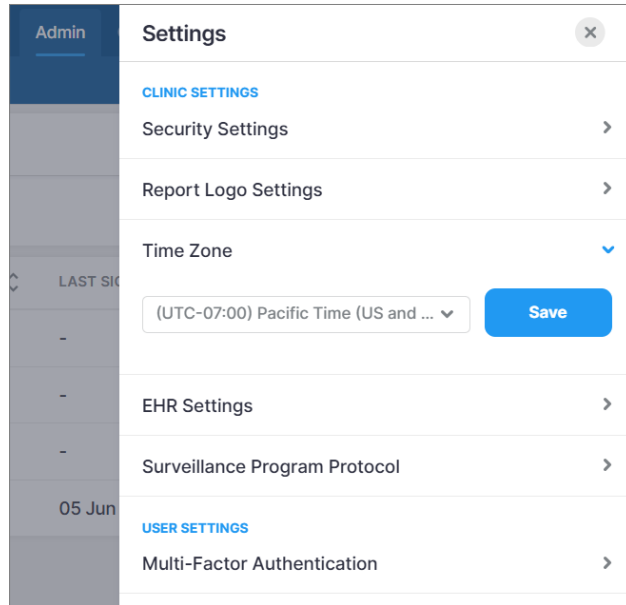 Admin
Settings
CLINIC SETTINGS
Security Settings
Report Logo Settings
Time Zone
LAST
(UTC-07:00) Pacific Time (US and ...
Save
-
-
-
EHR Settings
Surveillance Program Protocol
05 Jun
USER SETTINGS
Multi-Factor Authentication